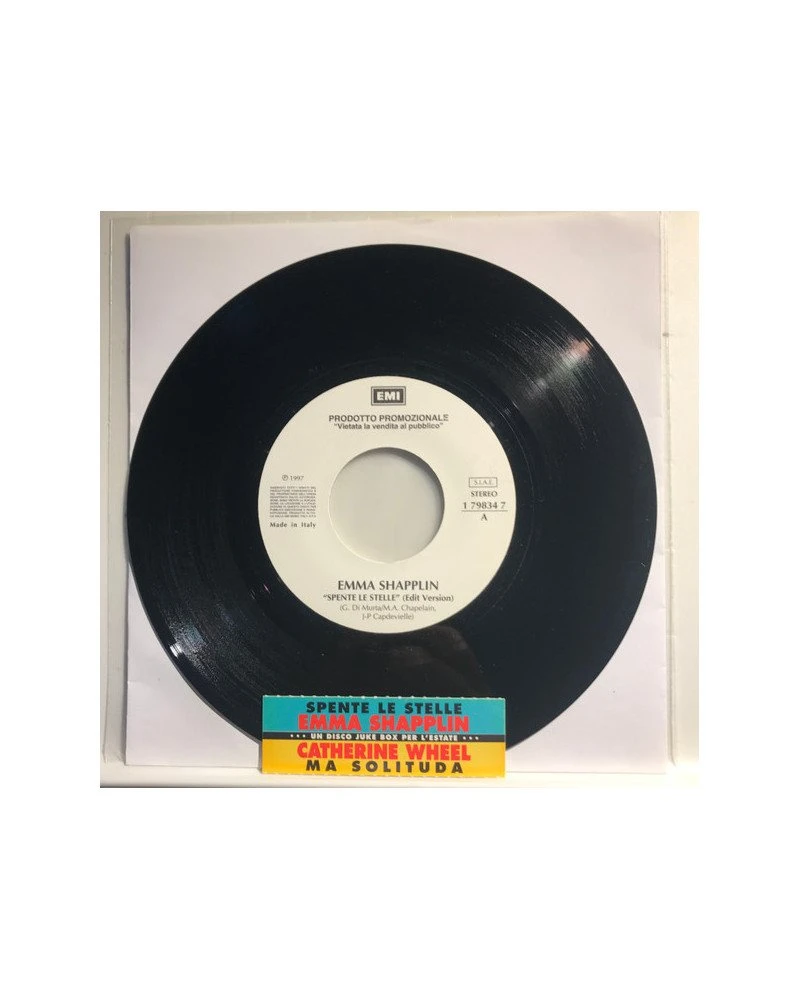 EMI
PRODOTTO PROMOZIONALE
"Vietata la vendita al pubblico"
℗ 1997
Made in Italy
S.I.A.E.
STEREO
1 79834 7
A
EMMA SHAPPLIN
"SPENTE LE STELLE" (Edit Version)
(G. Di Murta/M.A. Chapelain,
J-P Capdevielle)
SPENTE LE STELLE
EMMA SHAPPLIN
••• UN DISCO JUKE BOX PER L'ESTATE •••
CATHERINE WHEEL
MA SOLITUDA